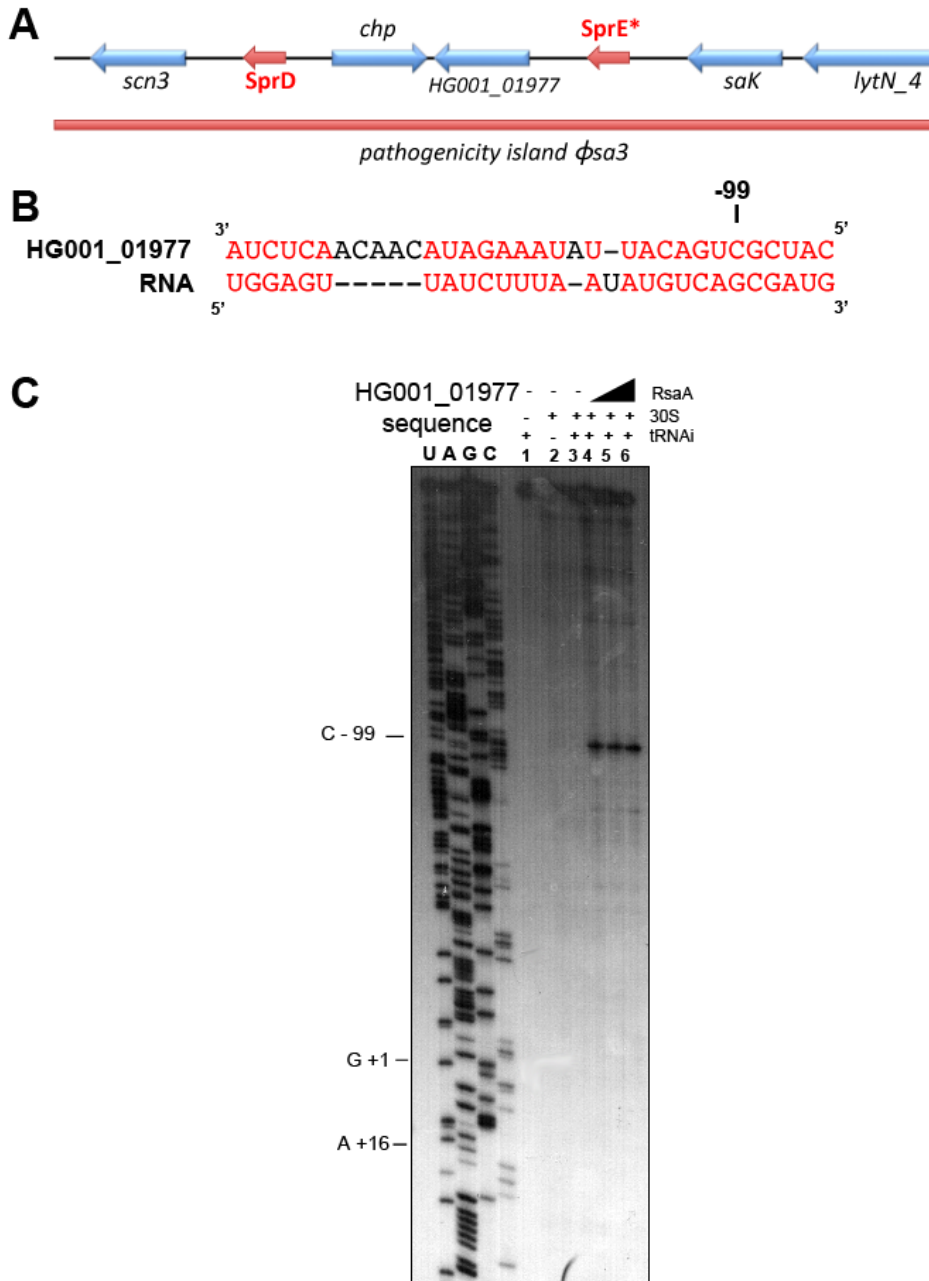 A
chp
SprE*
scn3
SprD
HG001_01977
saK
lytN_4
pathogenicity island ϕsa3
B
-99
3’ 5’
HG001_01977 AUCUCAACAACAUAGAAAUAU-UACAGUCGCUAC
RNA UGGAGU-----UAUCUUUA-AUAUGUCAGCGAUG
5’ 3’
C
HG001_01977 - - - RsaA
sequence - + + + + + 30S
+ - + + + + tRNAi
U A G C 1 2 3 4 5 6
C - 99
G +1
A +16